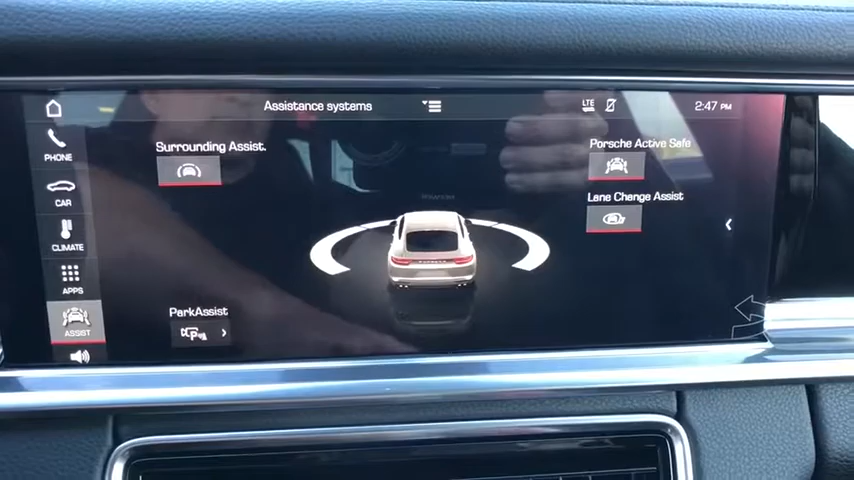 Assistance systems
LTE
2:47 PM
Surrounding Assist.
Porsche Active Safe
PHONE
Lane Change Assist
CAR
CLIMATE
APPS
ParkAssist
P
ASSIST